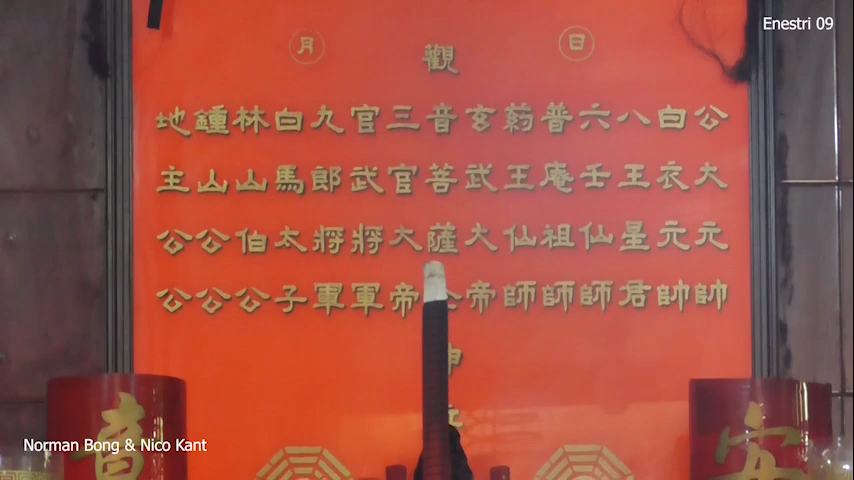 Enestri 09
日
公大元帥
白衣元帥
八王星君
六壬仙師
普庵祖師
葯王仙師
玄武大帝
觀音菩薩
三官大帝
官武將軍
九郎將軍
白馬太子
林山伯公
鍾山公公
地主公公
月
安
音
Norman Bong & Nico Kant